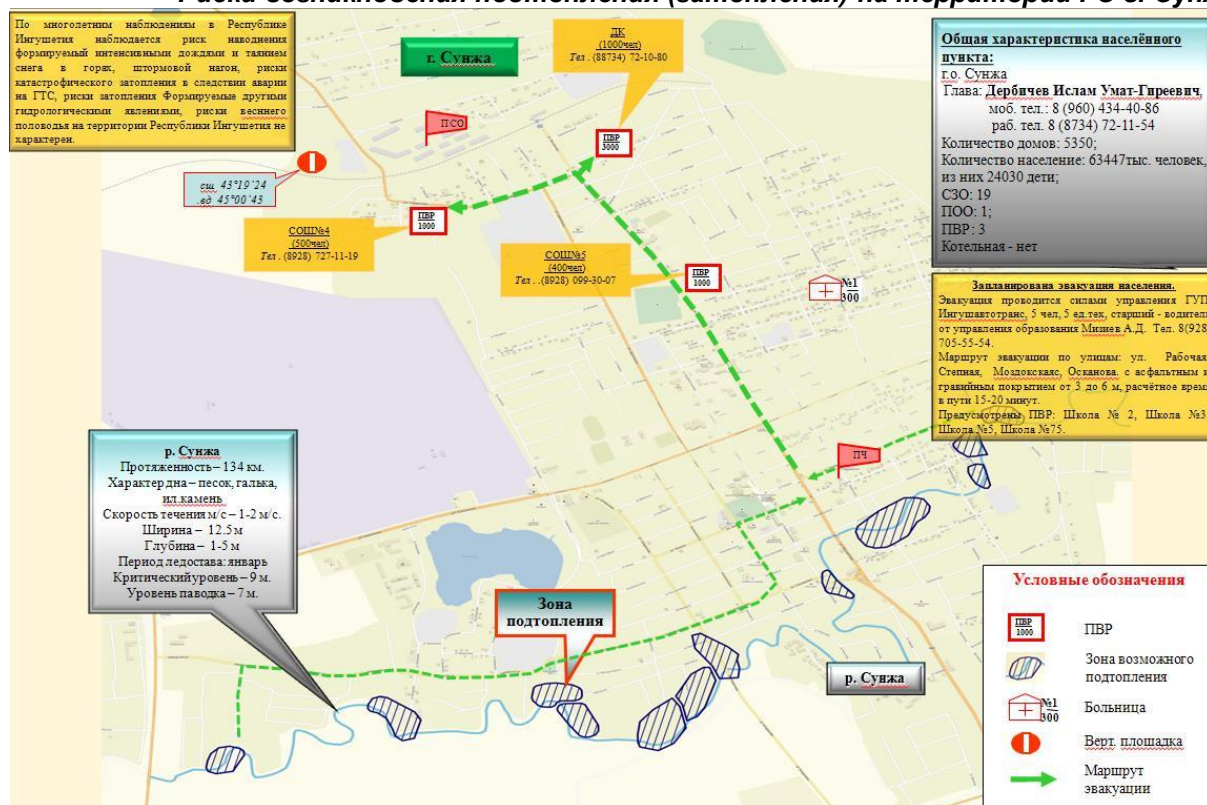 Риска возникновения подтопления (затопления) на территории ГО г. Сунжа
По многолетним наблюдениям в Республике
Ингушетия наблюдается риск наводнения
формируемый интенсивными дождями и таянием
снега в горах, штормовой нагон, риски
катастрофического затопления в следствии аварии
на ГТС, риски затопления Формируемые другими
гидрологическими явлениями, риски весеннего
половодья на территории Республики Ингушетия не
характерен.
г. Сунжа
ДК
(1000чел)
Тел . (88734) 72-10-80
ПСО
ПВР
3000
сш 43°19'24
.вд 45°00'43
ПВР
1000
СОШ№4
(500чел)
Тел . (8928) 727-11-19
СОШ№5
(400чел)
Тел . .(8928) 099-30-07
ПВР
1000
№1
300
Общая характеристика населённого
пункта:
г.о. Сунжа
Глава: Дербичев Ислам Умат-Гиреевич,
моб. тел.: 8 (960) 434-40-86
раб. тел. 8 (8734) 72-11-54
Количество домов: 5350;
Количество население: 63447тыс. человек,
из них 24030 дети;
СЗО: 19
ПОО: 1;
ПВР: 3
Котельная - нет
Запланирована эвакуация населения.
Эвакуация проводится силами управления ГУП
Ингушавтотранс, 5 чел, 5 ед.тех, старший - водитель
от управления образования Мизиев А.Д. Тел. 8(928)
705-55-54.
Маршрут эвакуации по улицам: ул. Рабочая,
Степная, Моздокскаяс, Осканова. с асфальтным и
гравийным покрытием от 3 до 6 м, расчётное время
в пути 15-20 минут.
Предусмотрены ПВР: Школа № 2, Школа №3,
Школа №5, Школа №75.
ПЧ
р. Сунжа
Протяженность – 134 км.
Характер дна – песок, галька,
ил.камень
Скорость течения м/с – 1-2 м/с.
Ширина – 12.5 м
Глубина – 1-5 м
Период ледостава: январь
Критический уровень – 9 м.
Уровень паводка – 7 м.
Зона
подтопления
р. Сунжа
Условные обозначения
ПВР
1000
ПВР
Зона возможного
подтопления
№1
300
Больница
Верт. площадка
Маршрут
эвакуации